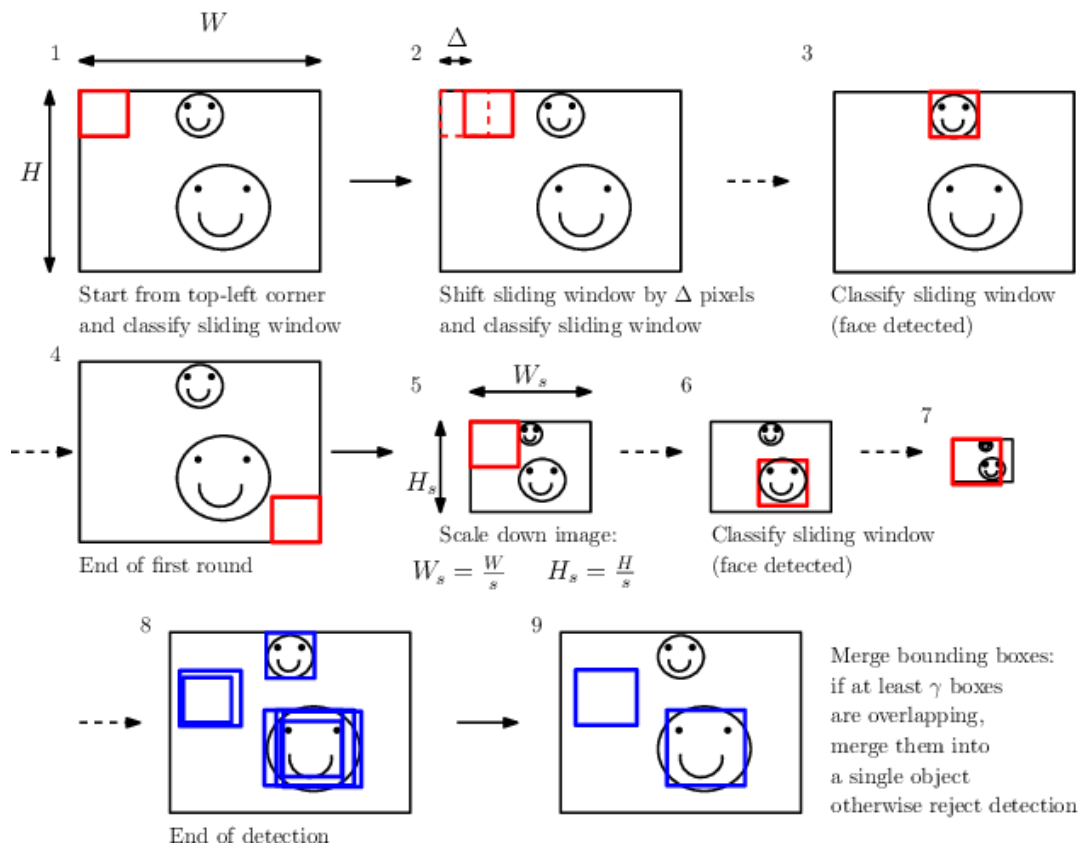 1
W
H
Start from top-left corner
and classify sliding window
2
Δ
Shift sliding window by Δ pixels
and classify sliding window
3
Classify sliding window
(face detected)
4
End of first round
5
W_s
H_s
Scale down image:
W_s = W/s H_s = H/s
6
Classify sliding window
(face detected)
7
8
End of detection
9
Merge bounding boxes:
if at least γ boxes
are overlapping,
merge them into
a single object
otherwise reject detection